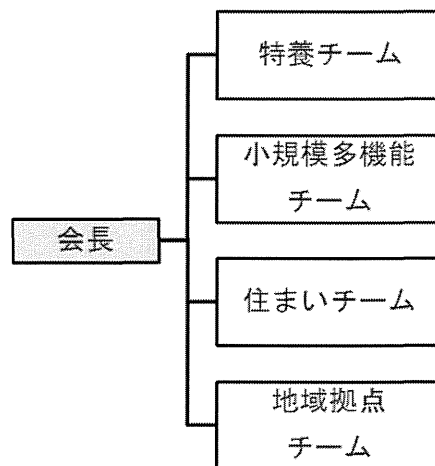 特養チーム
小規模多機能
チーム
会長
住まいチーム
地域拠点
チーム